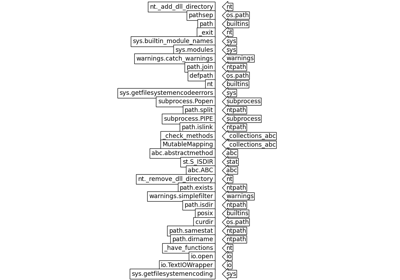 nt._add_dll_directory nt
pathsep os.path
path builtins
_exit nt
sys.builtin_module_names sys
sys.modules sys
warnings.catch_warnings warnings
path.join ntpath
defpath os.path
nt builtins
sys.getfilesystemencodeerrors sys
subprocess.Popen subprocess
path.split ntpath
subprocess.PIPE subprocess
path.islink ntpath
_check_methods _collections_abc
MutableMapping _collections_abc
abc.abstractmethod abc
st.S_ISDIR stat
abc.ABC abc
nt._remove_dll_directory nt
path.exists ntpath
warnings.simplefilter warnings
path.isdir ntpath
posix builtins
curdir os.path
path.samestat ntpath
path.dirname ntpath
_have_functions nt
io.open io
io.TextIOWrapper io
sys.getfilesystemencoding sys